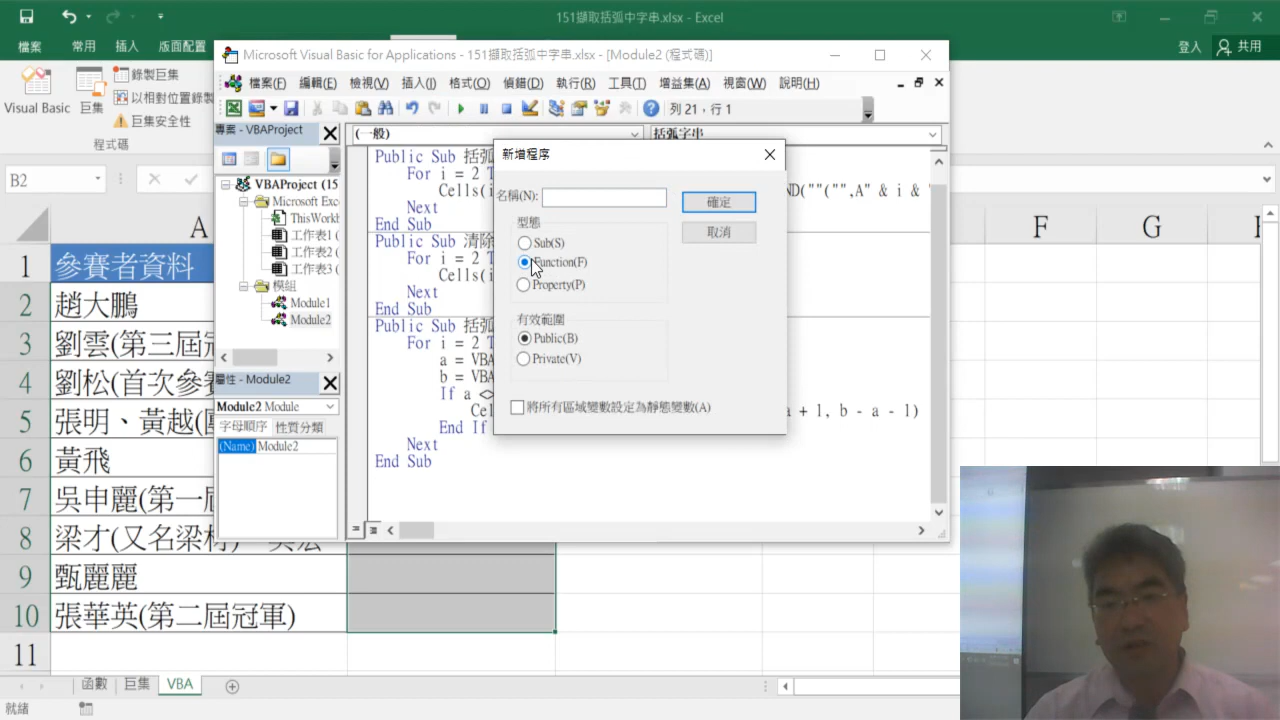 151擷取括弧中字串.xlsx - Excel
檔案 常用 插入 版面配置 登入 共用
Visual Basic 巨集 錄製巨集
以相對位置錄製
巨集安全性
程式碼
B2
Microsoft Visual Basic for Applications - 151擷取括弧中字串.xlsx - [Module2 (程式碼)]
檔案(F) 編輯(E) 檢視(V) 插入(I) 格式(O) 偵錯(D) 執行(R) 工具(T) 增益集(A) 視窗(W) 說明(H)
列 21，行 1
專案 - VBAProject
VBAProject (15
Microsoft Exc
ThisWorkb
工作表1
工作表2
工作表3
模組
Module1
Module2
屬性 - Module2
Module2 Module
字母順序 性質分類
(Name) Module2
(一般) 括弧字串
Public Sub 括弧
For i = 2 T
Cells(i ND(""("",A" & i & "
Next
End Sub
Public Sub 清除
For i = 2 T
Cells(i
Next
End Sub
Public Sub 括弧
For i = 2 T
a = VBA
b = VBA
If a <>
Cel a + 1, b - a - 1)
End If
Next
End Sub
新增程序
名稱(N):
確定
取消
型態
Sub(S)
Function(F)
Property(P)
有效範圍
Public(B)
Private(V)
將所有區域變數設定為靜態變數(A)
A F G
1 參賽者資料
2 趙大鵬
3 劉雲(第三屆冠
4 劉松(首次參賽
5 張明、黃越(
6 黃飛
7 吳申麗(第一屆
8 梁才(又名梁材)
9 甄麗麗
10 張華英(第二屆冠軍)
11
函數 巨集 VBA
就緒